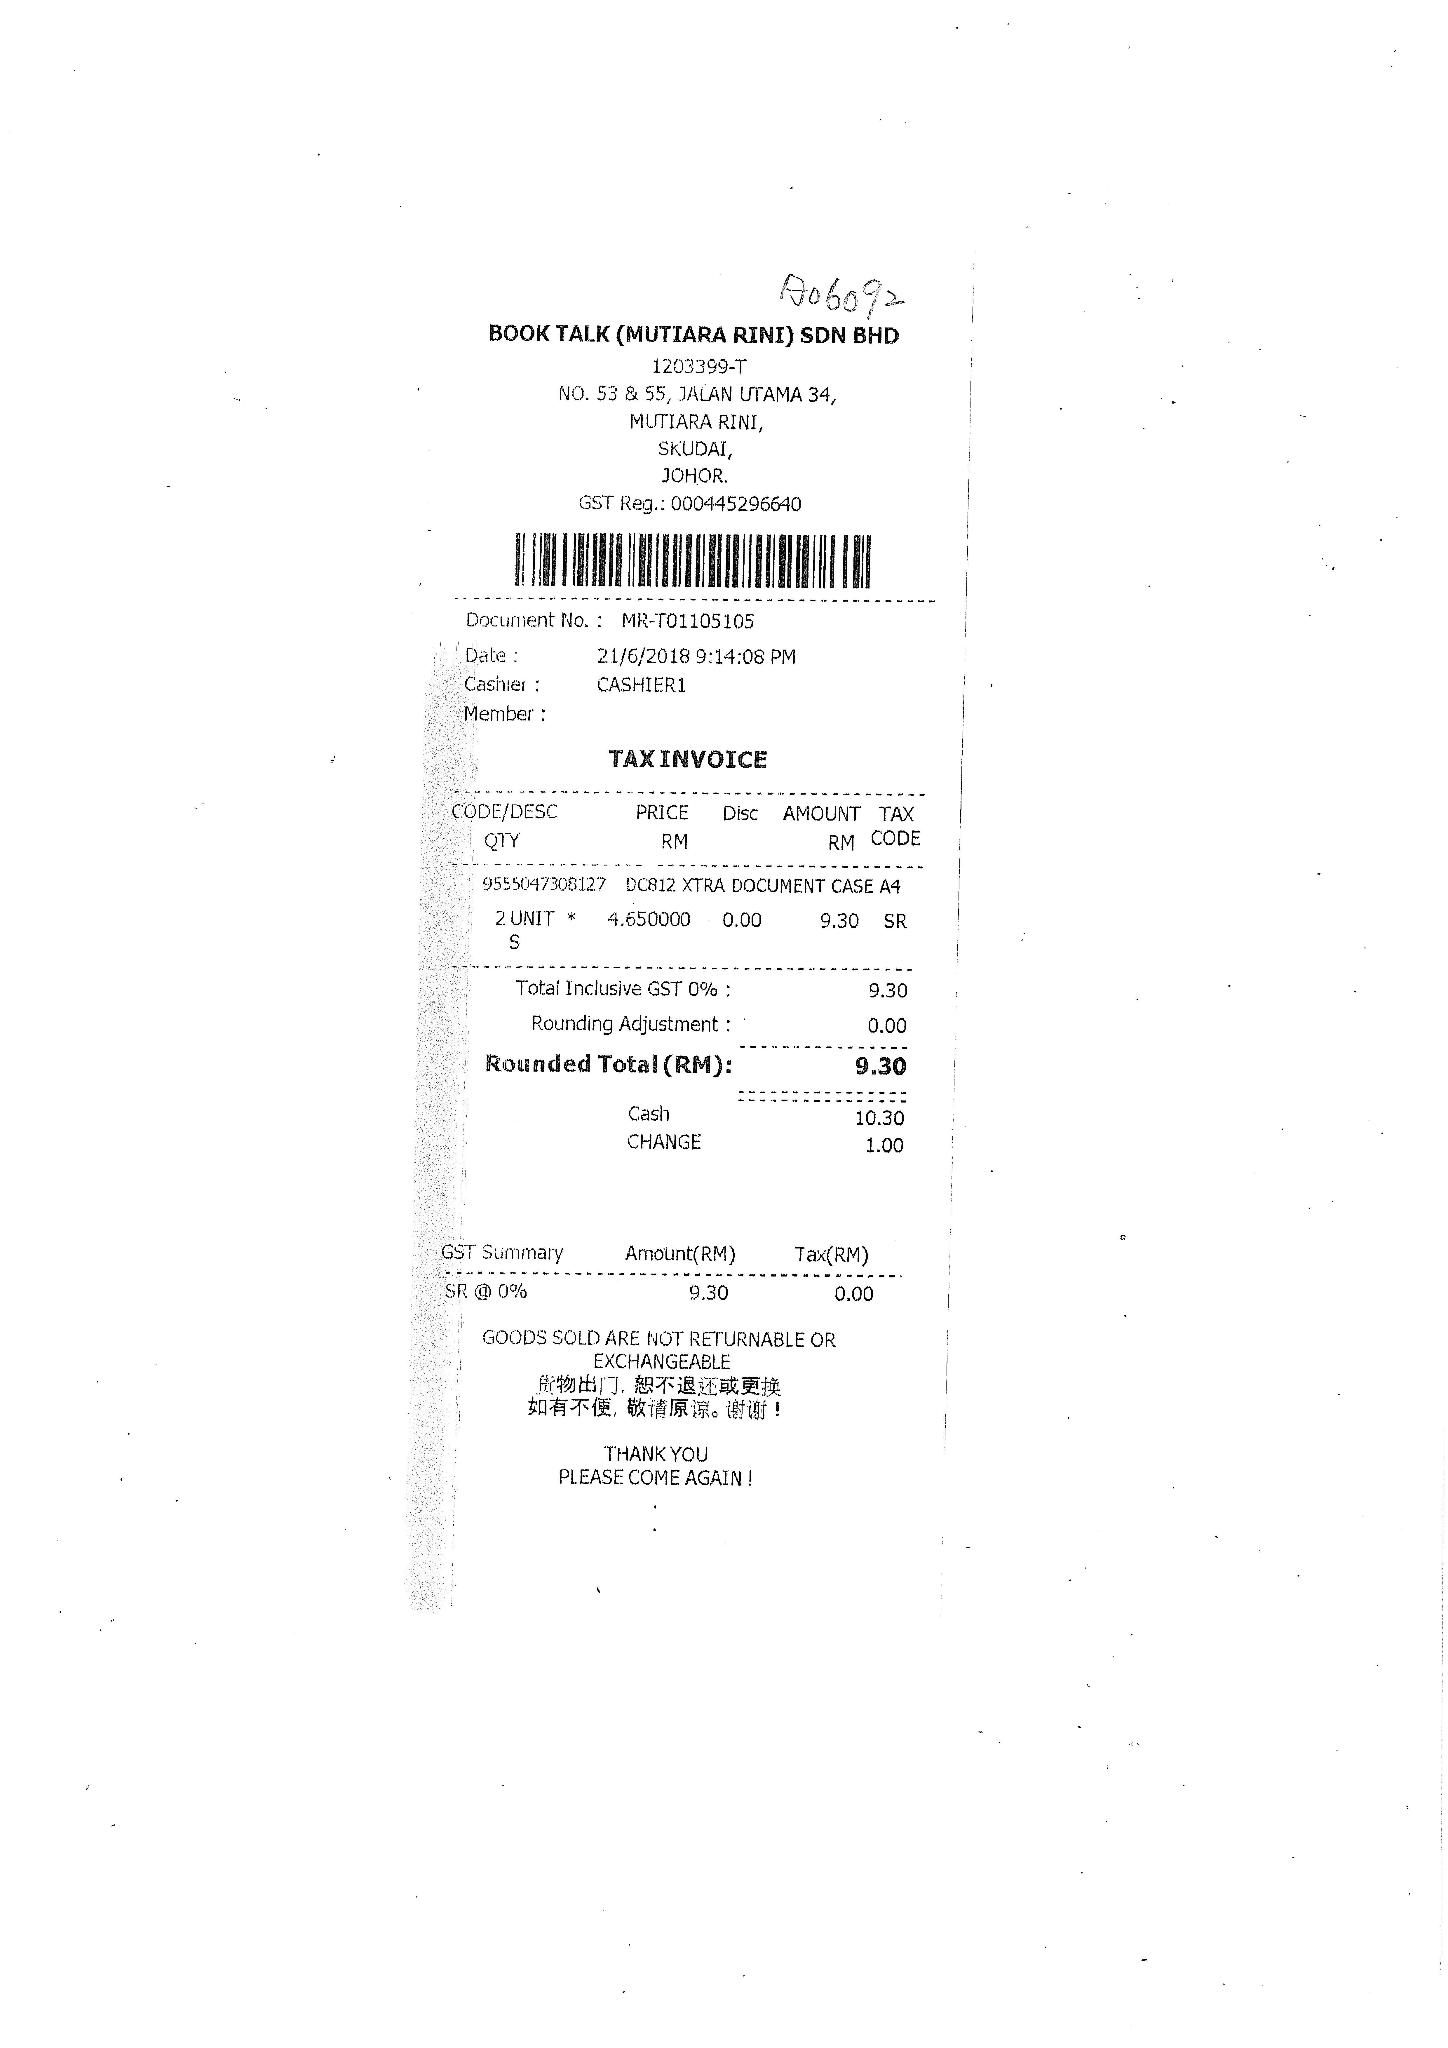 A06092
BOOK TALK (MUTIARA RINI) SDN BHD
1203399-T
NO. 53 & 55, JALAN UTAMA 34,
MUTIARA RINI,
SKUDAI,
JOHOR.
GST Reg.: 000445296640
Document No. : MR-T01105105
Date : 21/6/2018 9:14:08 PM
Cashier : CASHIER1
Member :
TAX INVOICE
CODE/DESC PRICE Disc AMOUNT TAX
QTY RM RM CODE
9555047308127 DC812 XTRA DOCUMENT CASE A4
2 UNIT * 4.650000 0.00 9.30 SR
S
Total Inclusive GST 0% : 9.30
Rounding Adjustment : 0.00
Rounded Total (RM): 9.30
Cash 10.30
CHANGE 1.00
GST Summary Amount(RM) Tax(RM)
SR @ 0% 9.30 0.00
GOODS SOLD ARE NOT RETURNABLE OR
EXCHANGEABLE
货物出门, 恕不退还或更换
如有不便, 敬请原谅。谢谢!
THANK YOU
PLEASE COME AGAIN !